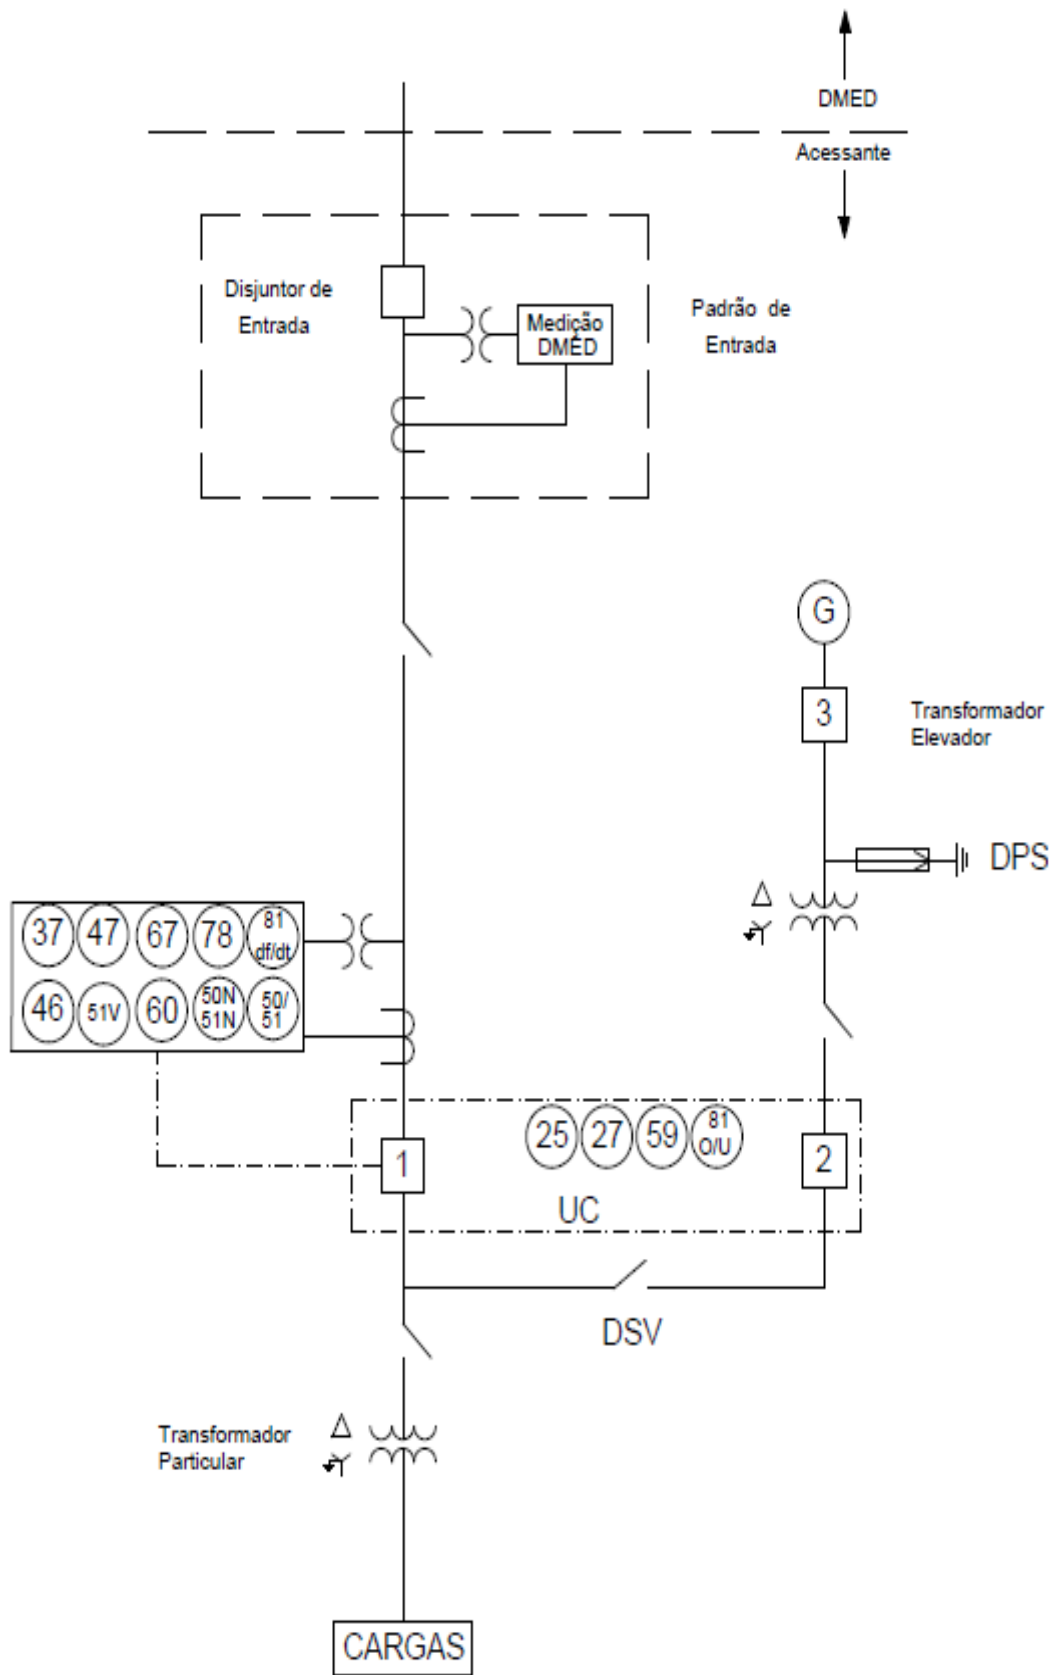 DMED
Acessante
Disjuntor de
Entrada
Medição
DMED
Padrão de
Entrada
G
3
Transformador
Elevador
DPS
37 47 67 78 81
df/dt
46 51V 60 50N
51N 50/
51
1
25 27 59 81
O/U
2
UC
DSV
Transformador
Particular
CARGAS